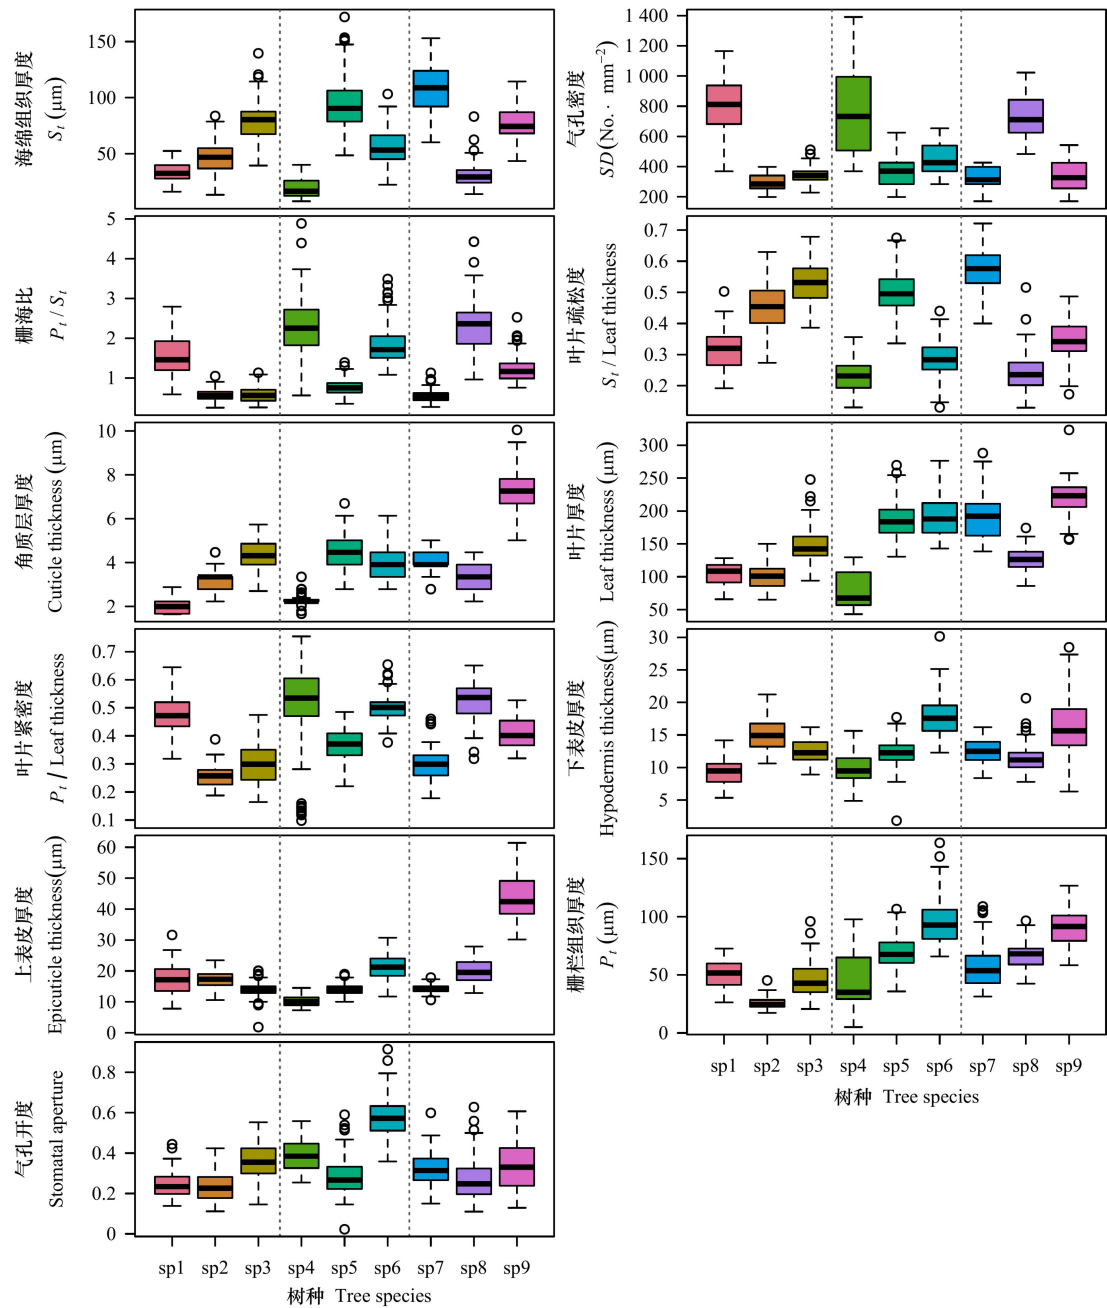 海绵组织厚度
St (μm)
150
100
50
气孔密度
SD(No. · mm−2)
1 400
1 000
800
600
400
200
栅海比
Pt / St
5
4
3
2
1
叶片疏松度
St / Leaf thickness
0.7
0.6
0.5
0.4
0.3
0.2
角质层厚度
Cuticle thickness (μm)
10
8
6
4
2
叶片厚度
Leaf thickness (μm)
300
250
200
150
100
50
叶片紧密度
Pt / Leaf thickness
0.7
0.6
0.5
0.4
0.3
0.2
0.1
下表皮厚度
Hypodermis thickness(μm)
30
20
15
10
5
上表皮厚度
Epicuticle thickness(μm)
60
50
40
30
20
10
0
栅栏组织厚度
Pt (μm)
150
100
50
0
sp1 sp2 sp3 sp4 sp5 sp6 sp7 sp8 sp9
树种 Tree species
气孔开度
Stomatal aperture
0.8
0.6
0.4
0.2
0
sp1 sp2 sp3 sp4 sp5 sp6 sp7 sp8 sp9
树种 Tree species